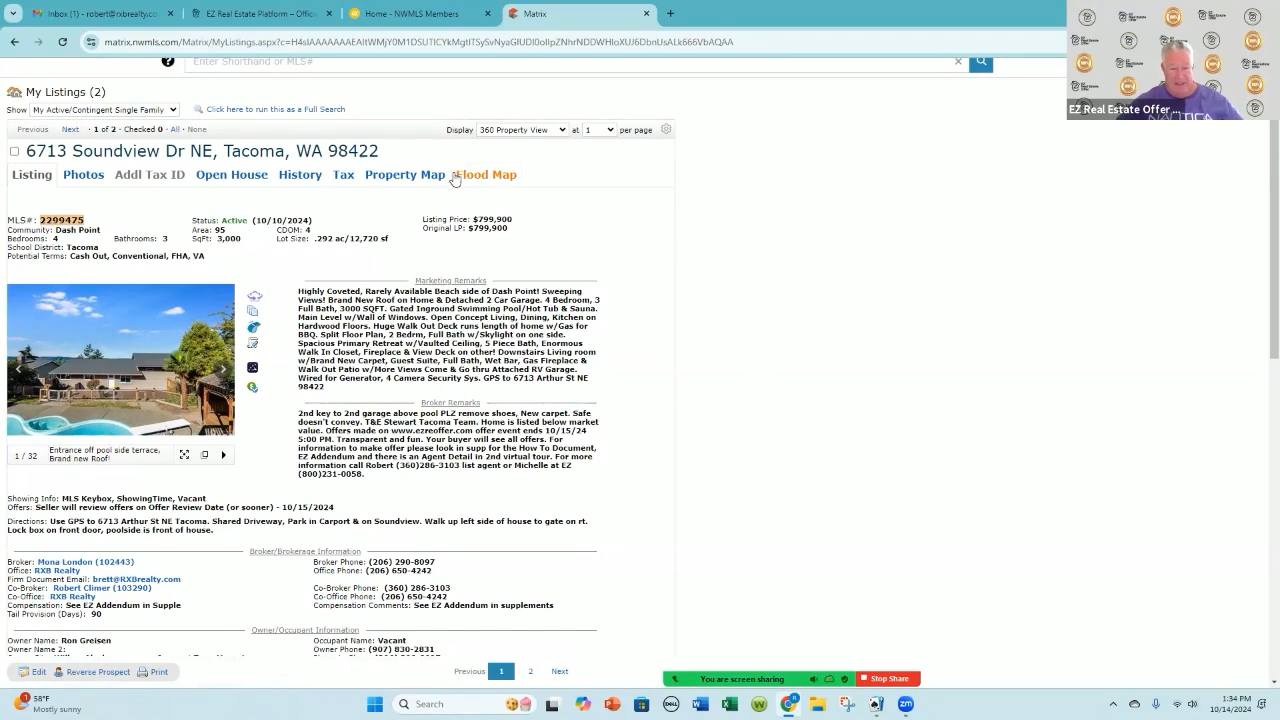 Inbox (1) - robert@xbrealty.co
EZ Platform Demonstration - Of
Home - NWMLS Members
Matrix
matrix.nwmls.com/Matrix/MyListings.aspx?c=
Enter Shorthand or MLS#
My Listings (2)
Show My Active/Contingent Single Family Click here to run this as a Full Search
Previous Next · 1 of 2 · Checked 0 · All · None Display 360 Property View at 1 per page
6713 Soundview Dr NE, Tacoma, WA 98422
Listing Photos Addl Tax ID Open House History Tax Property Map Flood Map
MLS#: 2299475 Status: Active (10/10/2024) Listing Price: $799,900
Community: Dash Point Area: 95 CDOM: 4 Original LP: $799,900
Bedrooms: 4 Bathrooms: 3 SqFt: 3,000 Lot Size: .292 ac/12,720 sf
School District: Tacoma
Potential Terms: Cash Out, Conventional, FHA, VA
Marketing Remarks
Highly Coveted, Rarely Available Beach side of Dash Point! Sweeping
Views! Brand New Roof on Home & Detached 2 Car Garage. 4 Bedroom, 3
Full Bath, 3000 SQFT. Gated Inground Swimming Pool/Hot Tub & Sauna.
Main Level w/Wall of Windows. Open Concept Living, Dining, Kitchen on
Hardwood Floors. Huge Walk Out Deck runs length of home w/Gas for
BBQ. Split Floor Plan, 2 Bedrm, Full Bath w/Skylight on one side.
Spacious Primary Retreat w/Vaulted Ceiling, 5 Piece Bath, Enormous
Walk In Closet, Fireplace & View Deck on other! Downstairs Living room
w/Brand New Carpet, Guest Suite, Full Bath, Wet Bar, Gas Fireplace &
Walk Out Patio w/More Views Come & Go thru Attached RV Garage.
Wired for Generator, 4 Camera Security Sys. GPS to 6713 Arthur St NE
98422
Broker Remarks
2nd key to 2nd garage above pool PLZ remove shoes, New carpet. Safe
doesn't convey. T&E Stewart Tacoma Team. Home is listed below market
value. Offers made on www.ezreoffer.com offer event ends 10/15/24
5:00 PM. Transparent and fun. Your buyer will see all offers. For
information to make offer please look in supp for the How To Document,
EZ Addendum and there is an Agent Detail in 2nd virtual tour. For more
information call Robert (360)286-3103 list agent or Michelle at EZ
(800)231-0058.
1 / 32 Entrance off pool side terrace,
Brand new Roof!
Showing Info: MLS Keybox, ShowingTime, Vacant
Offers: Seller will review offers on Offer Review Date (or sooner) - 10/15/2024
Directions: Use GPS to 6713 Arthur St NE Tacoma. Shared Driveway, Park in Carport & on Soundview. Walk up left side of house to gate on rt.
Lock box on front door, poolside is front of house.
Broker/Brokerage Information
Broker: Mona London (102443) Broker Phone: (206) 290-8097
Office: RXB Realty Office Phone: (206) 650-4242
Firm Document Email: brett@RXBrealty.com
Co-Broker: Robert Climer (103290) Co-Broker Phone: (360) 286-3103
Co-Office: RXB Realty Co-Office Phone: (206) 650-4242
Compensation: See EZ Addendum in Supple Compensation Comments: See EZ Addendum in supplements
Tail Provision (Days): 90
Owner/Occupant Information
Owner Name: Ron Greisen Occupant Name: Vacant
Owner Name 2: Owner Phone: (907) 830-2831
Edit Reverse Prospect Print Previous 1 2 Next
You are screen sharing Stop Share
EZ Real Estate Offer ...
58°F
Mostly sunny
Search
3:34 PM
10/14/2024